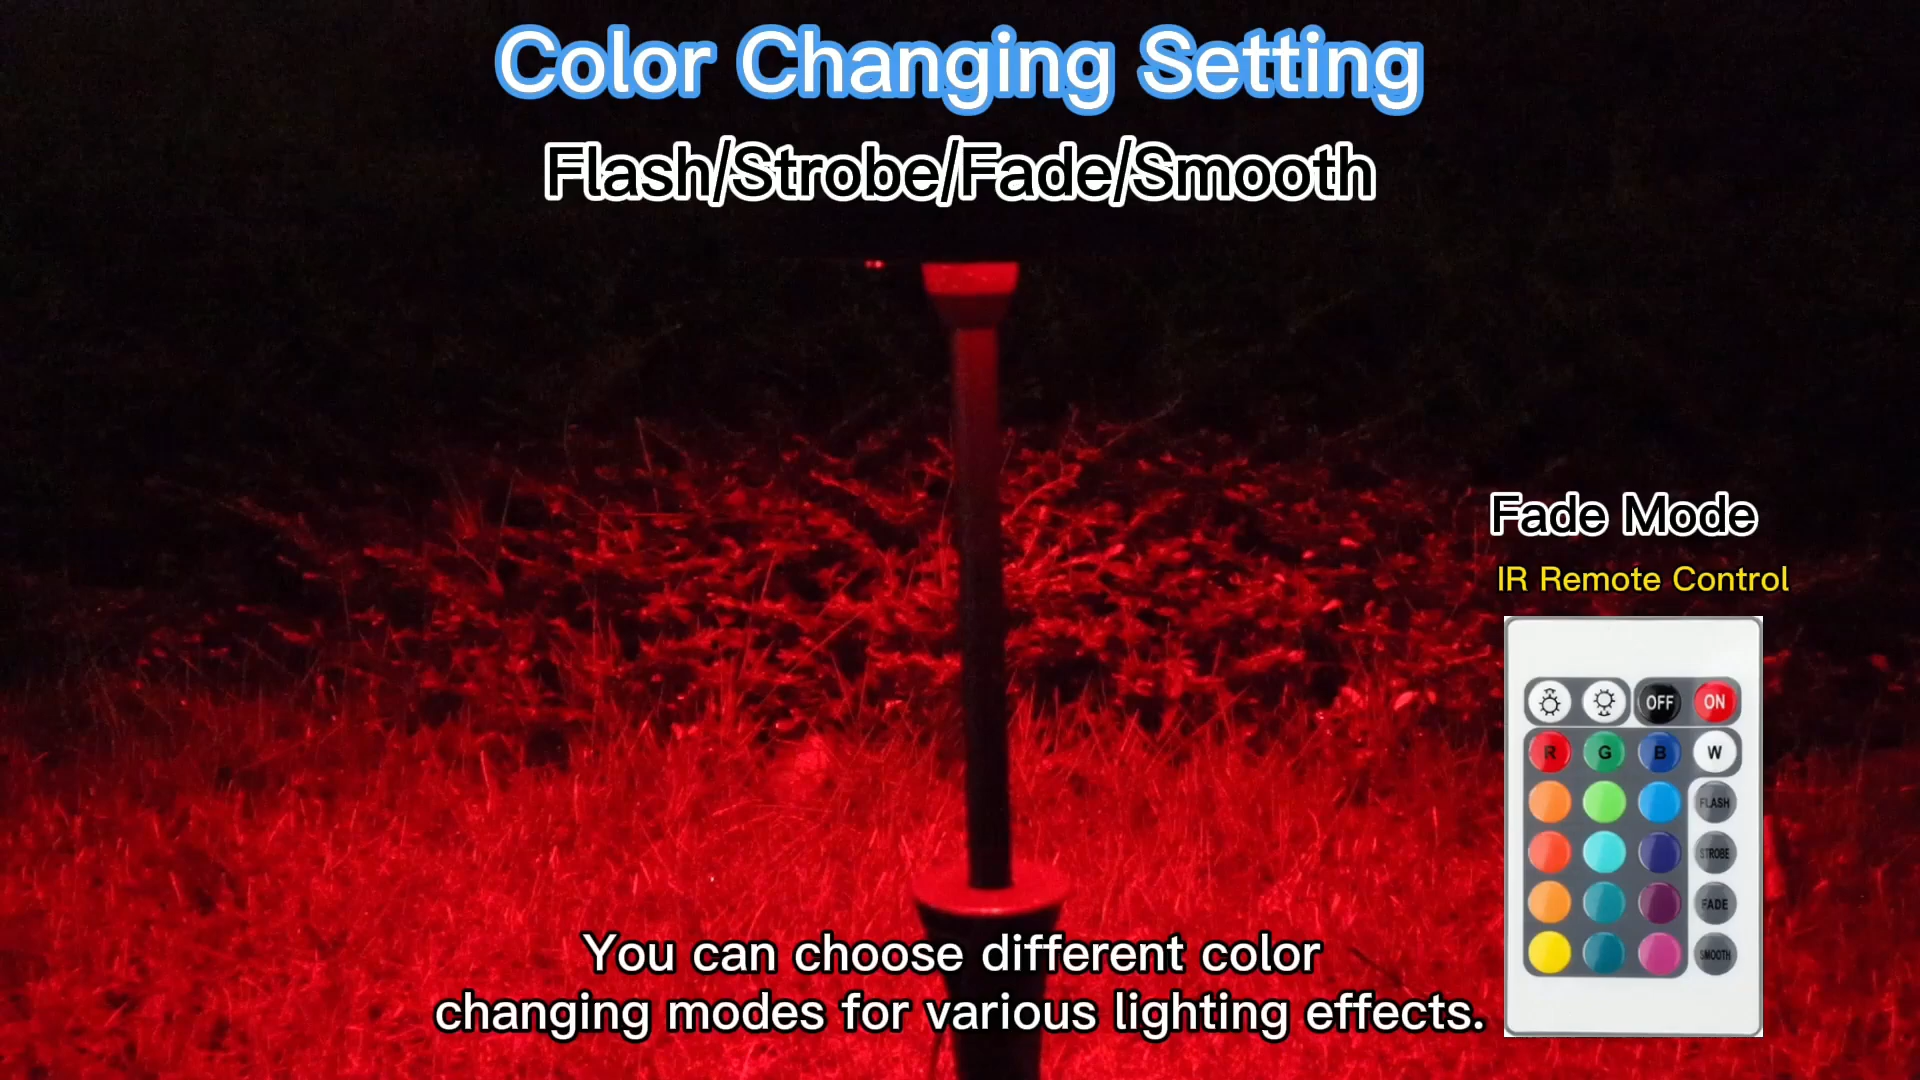 Color Changing Setting
Flash/Strobe/Fade/Smooth
Fade Mode
IR Remote Control
OFF ON
R G B W
FLASH
STROBE
FADE
SMOOTH
You can choose different color
changing modes for various lighting effects.